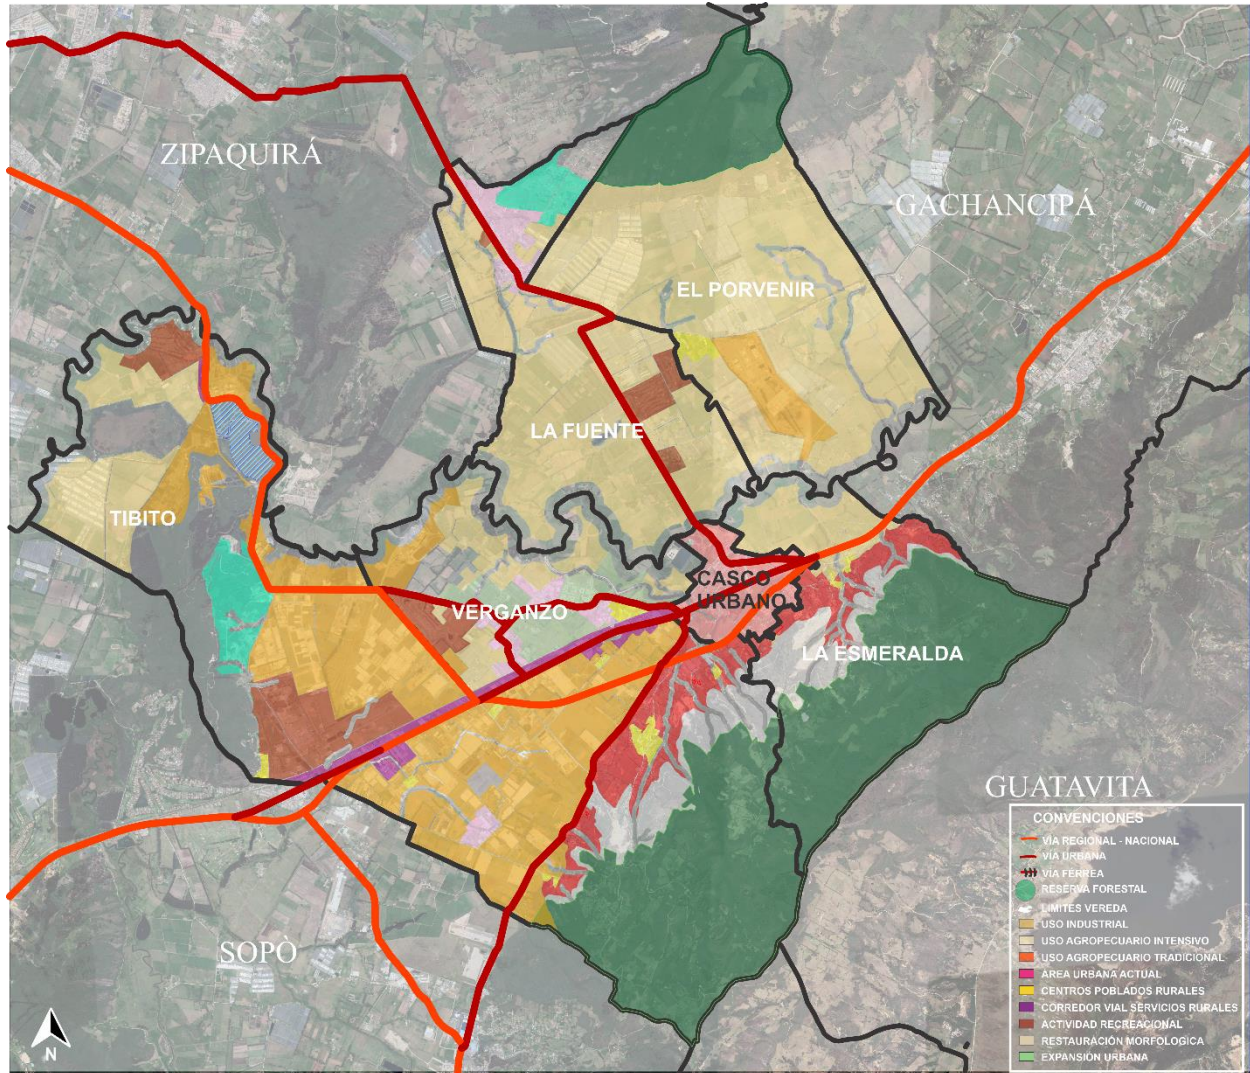 ZIPAQUIRÁ
GACHANCIPÁ
EL PORVENIR
LA FUENTE
TIBITO
CASCO
URBANO
VERGANZO
LA ESMERALDA
GUATAVITA
SOPÒ
N
CONVENCIONES
VIA REGIONAL - NACIONAL
VIA URBANA
VIA FERREA
RESERVA FORESTAL
LIMITES VEREDA
USO INDUSTRIAL
USO AGROPECUARIO INTENSIVO
USO AGROPECUARIO TRADICIONAL
AREA URBANA ACTUAL
CENTROS POBLADOS RURALES
CORREDOR VIAL SERVICIOS RURALES
ACTIVIDAD RECREACIONAL
RESTAURACIÓN MORFOLOGICA
EXPANSIÓN URBANA